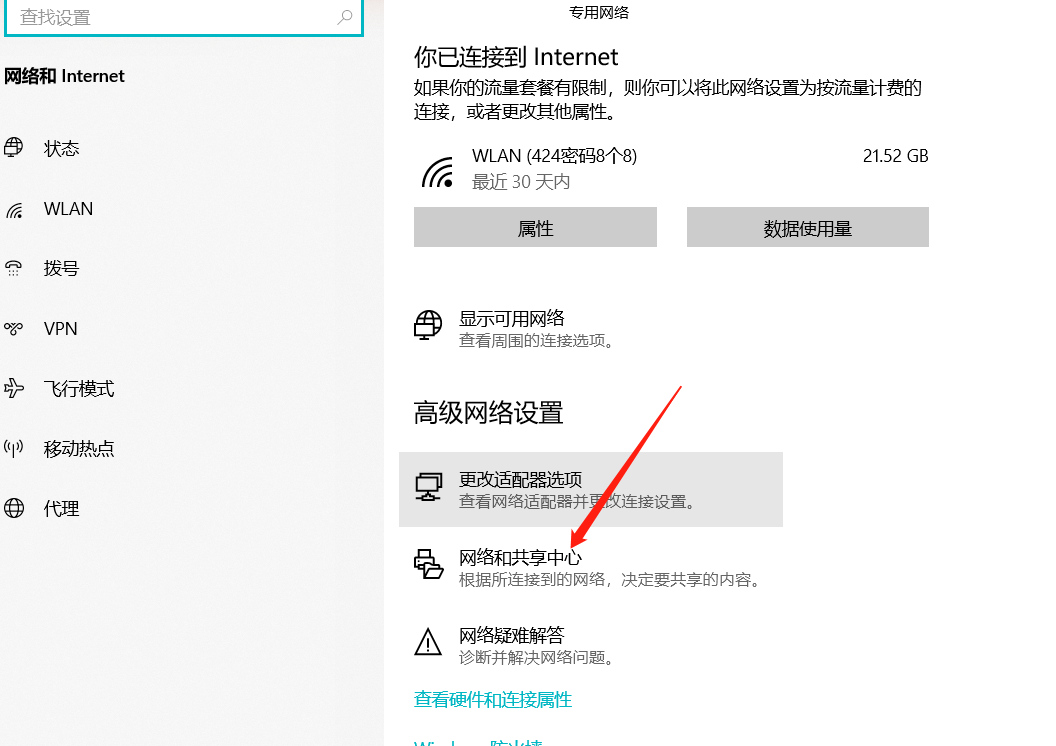 查找设置
网络和 Internet
状态
WLAN
拨号
VPN
飞行模式
移动热点
代理
专用网络
你已连接到 Internet
如果你的流量套餐有限制，则你可以将此网络设置为按流量计费的
连接，或者更改其他属性。
WLAN (424密码8个8)
21.52 GB
最近 30 天内
属性
数据使用量
显示可用网络
查看周围的连接选项。
高级网络设置
更改适配器选项
查看网络适配器并更改连接设置。
网络和共享中心
根据所连接到的网络，决定要共享的内容。
网络疑难解答
诊断并解决网络问题。
查看硬件和连接属性
Windows 防火墙